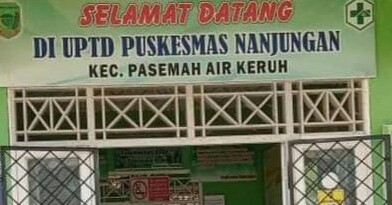 SELAMAT DATANG
DI UPTD PUSKESMAS NANJUNGAN
KEC. PASEMAH AIR KERUH